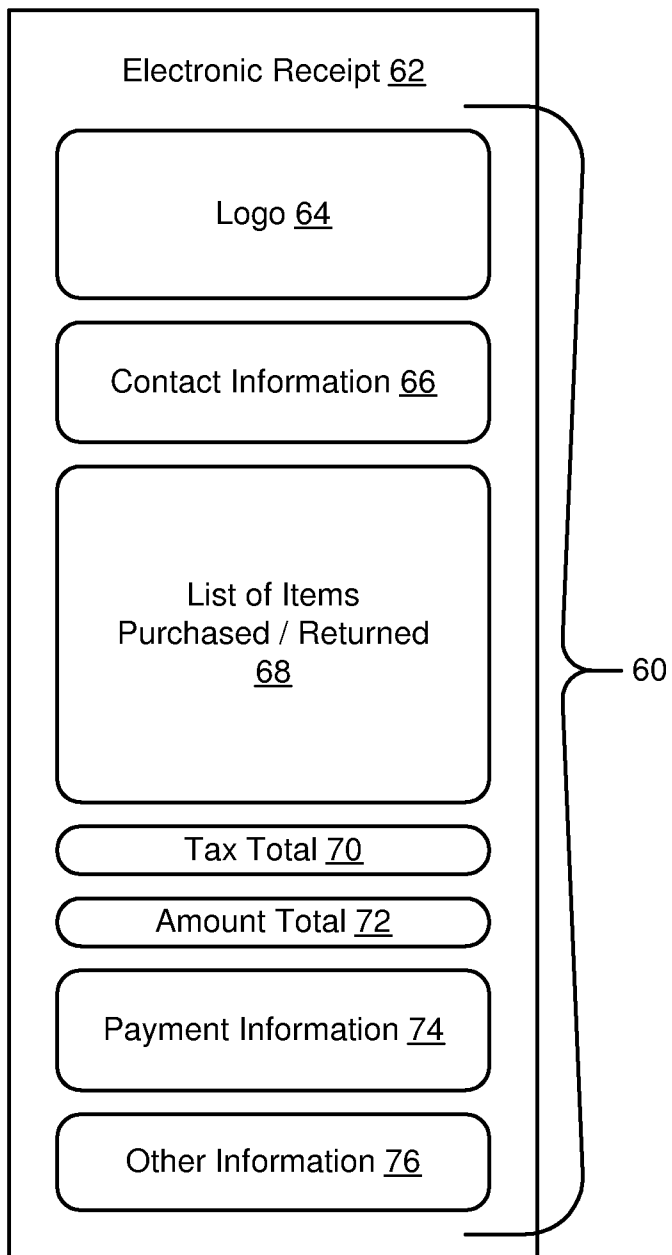 Electronic Receipt 62
Logo 64
Contact Information 66
List of Items
Purchased / Returned
68
60
Tax Total 70
Amount Total 72
Payment Information 74
Other Information 76